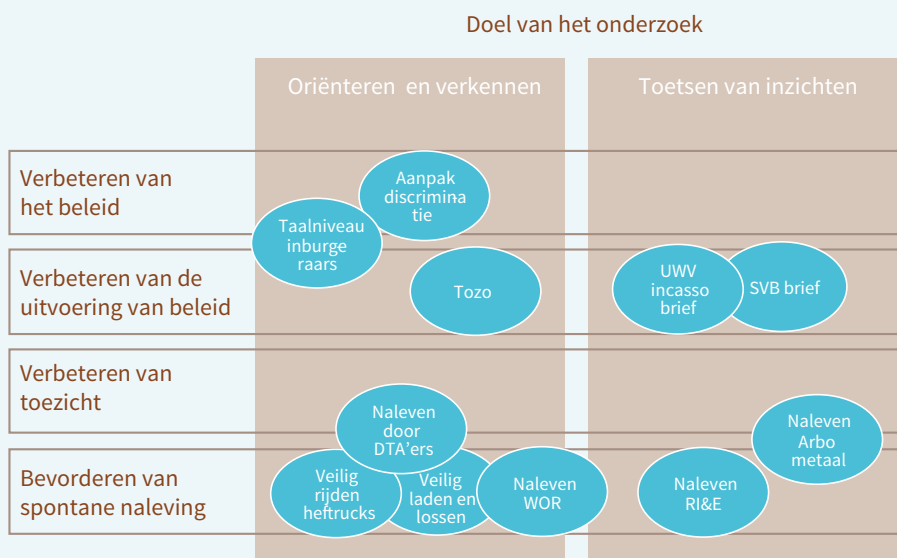 Doel van het onderzoek
Oriënteren en verkennen
Toetsen van inzichten
Verbeteren van
het beleid
Aanpak
discrimina
tie
Taalniveau
inburge
raars
Verbeteren van de
uitvoering van beleid
Tozo
UWV
incasso
brief
SVB brief
Verbeteren van
toezicht
Naleven
door
DTA'ers
Naleven
Arbo
metaal
Bevorderen van
spontane naleving
Veilig
rijden
heftrucks
Veilig
laden en
lossen
Naleven
WOR
Naleven
RI&E